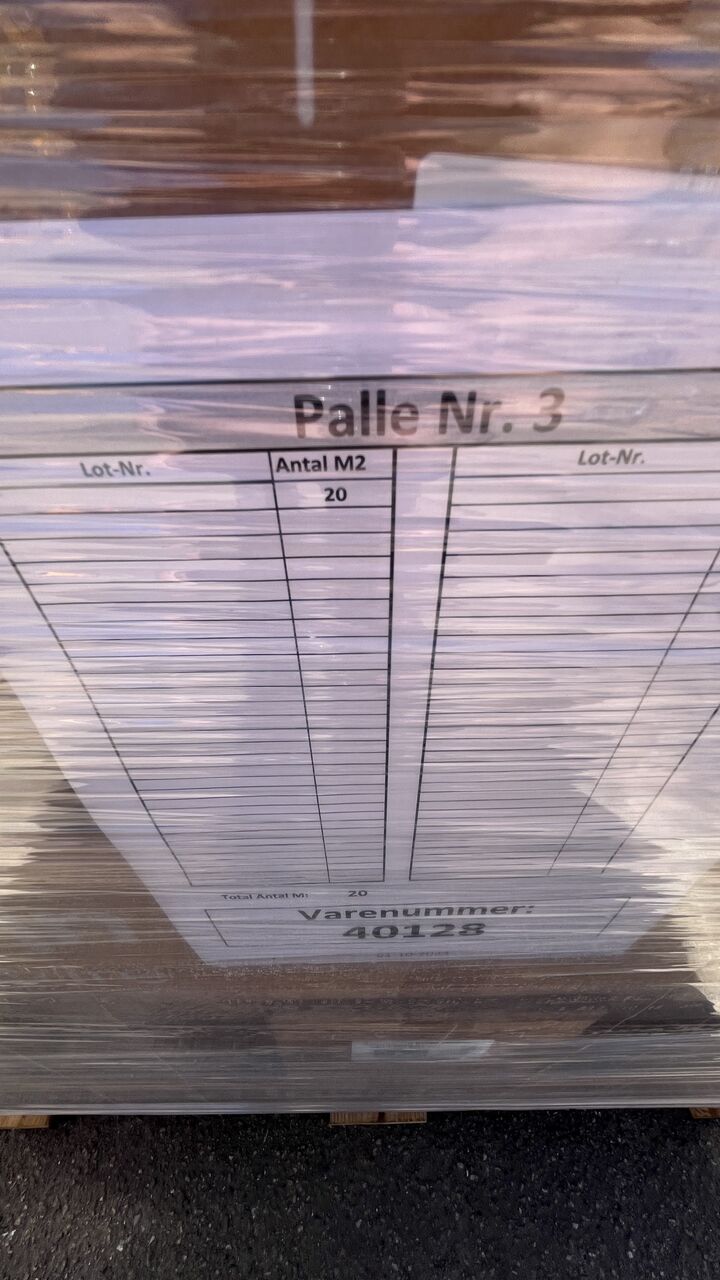 Palle Nr. 3
Lot-Nr. Antal M2 Lot-Nr.
20
Total Antal M: 20
Varenummer:
40128